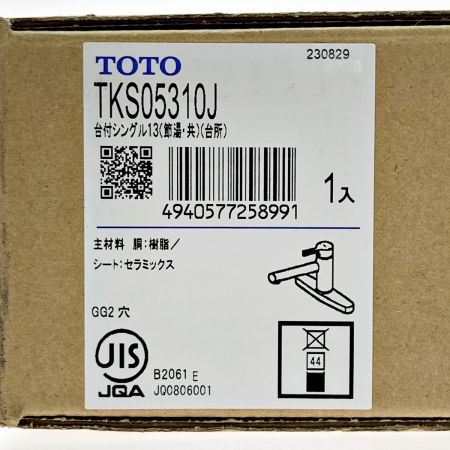 230829
TOTO
TKS05310J
台付シングル13(節湯・共)(台所)
4940577258991
1入
主材料 胴:樹脂/
シート:セラミックス
GG2 穴
44
JIS
JQA
B2061 E
JQ0806001